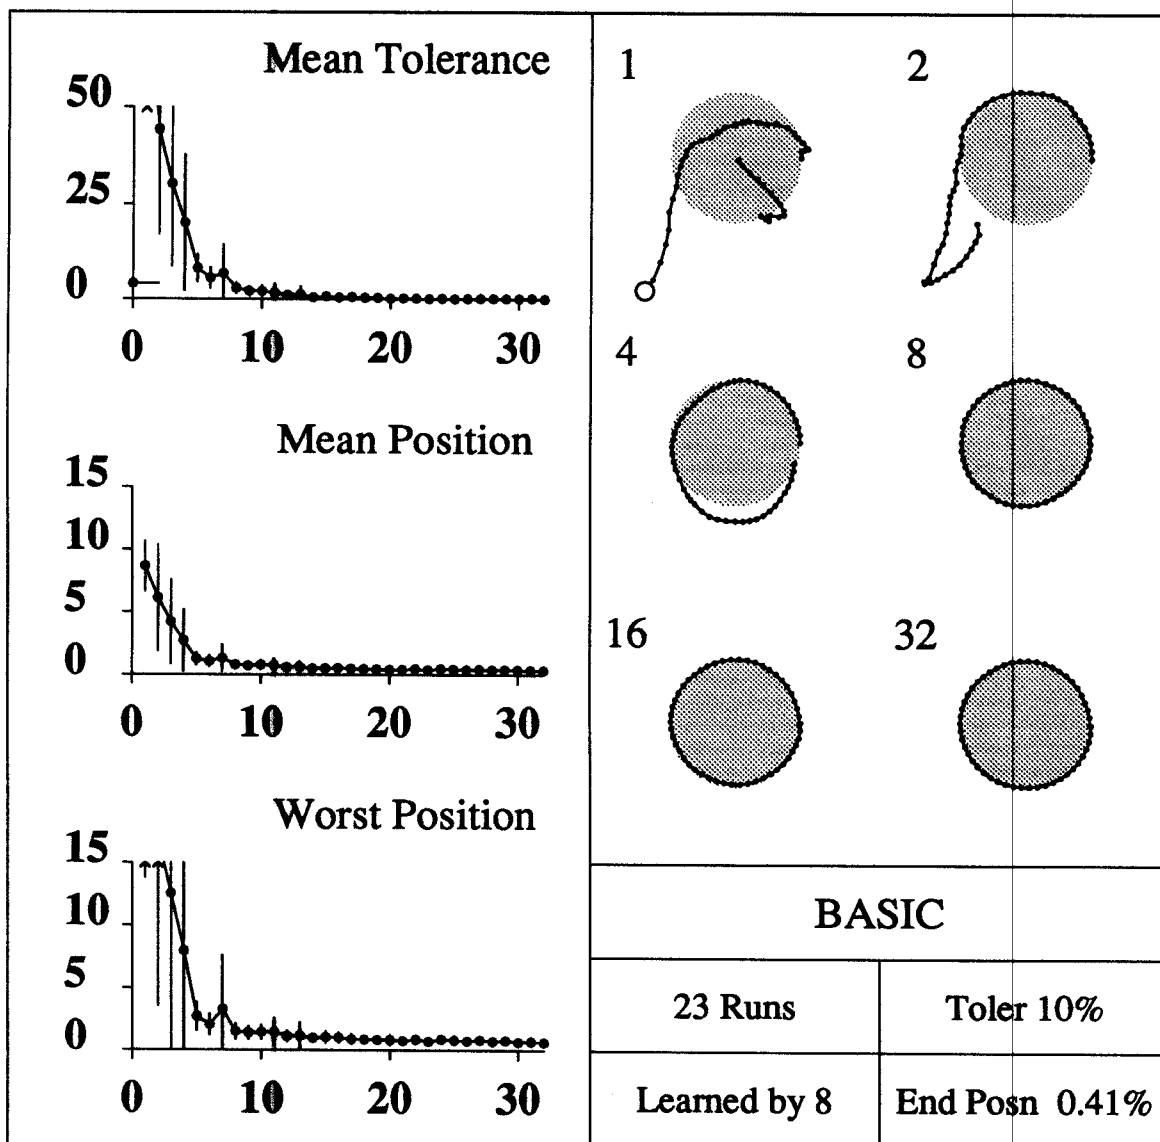 Mean Tolerance
50
25
0
0 10 20 30
Mean Position
15
10
5
0
0 10 20 30
Worst Position
15
10
5
0
0 10 20 30
1 2
4 8
16 32
BASIC
23 Runs Toler 10%
Learned by 8 End Posn 0.41%